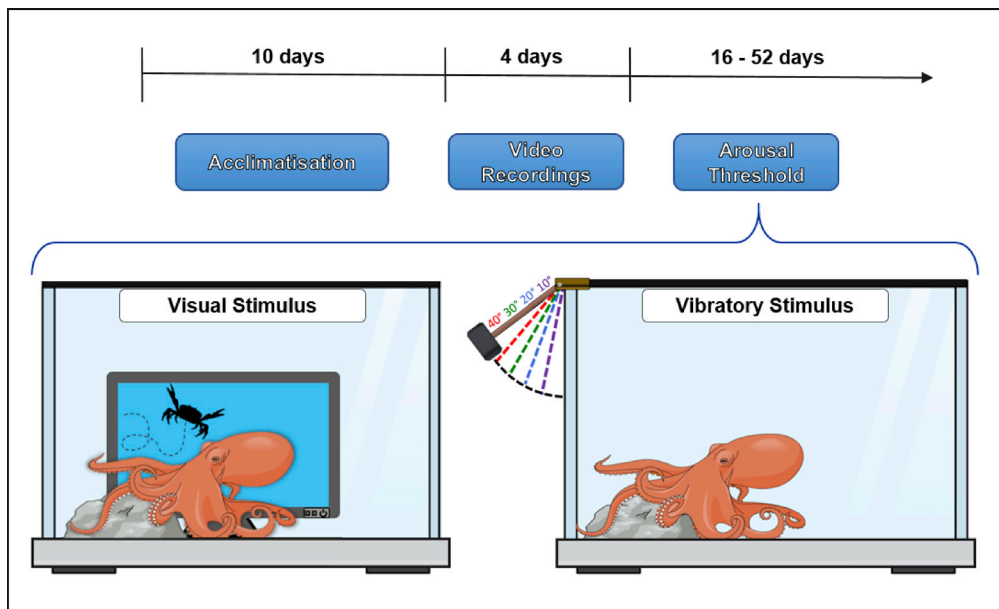 10 days
4 days
16 - 52 days
Acclimatisation
Video
Recordings
Arousal
Threshold
Visual Stimulus
40° 30° 20° 10°
Vibratory Stimulus